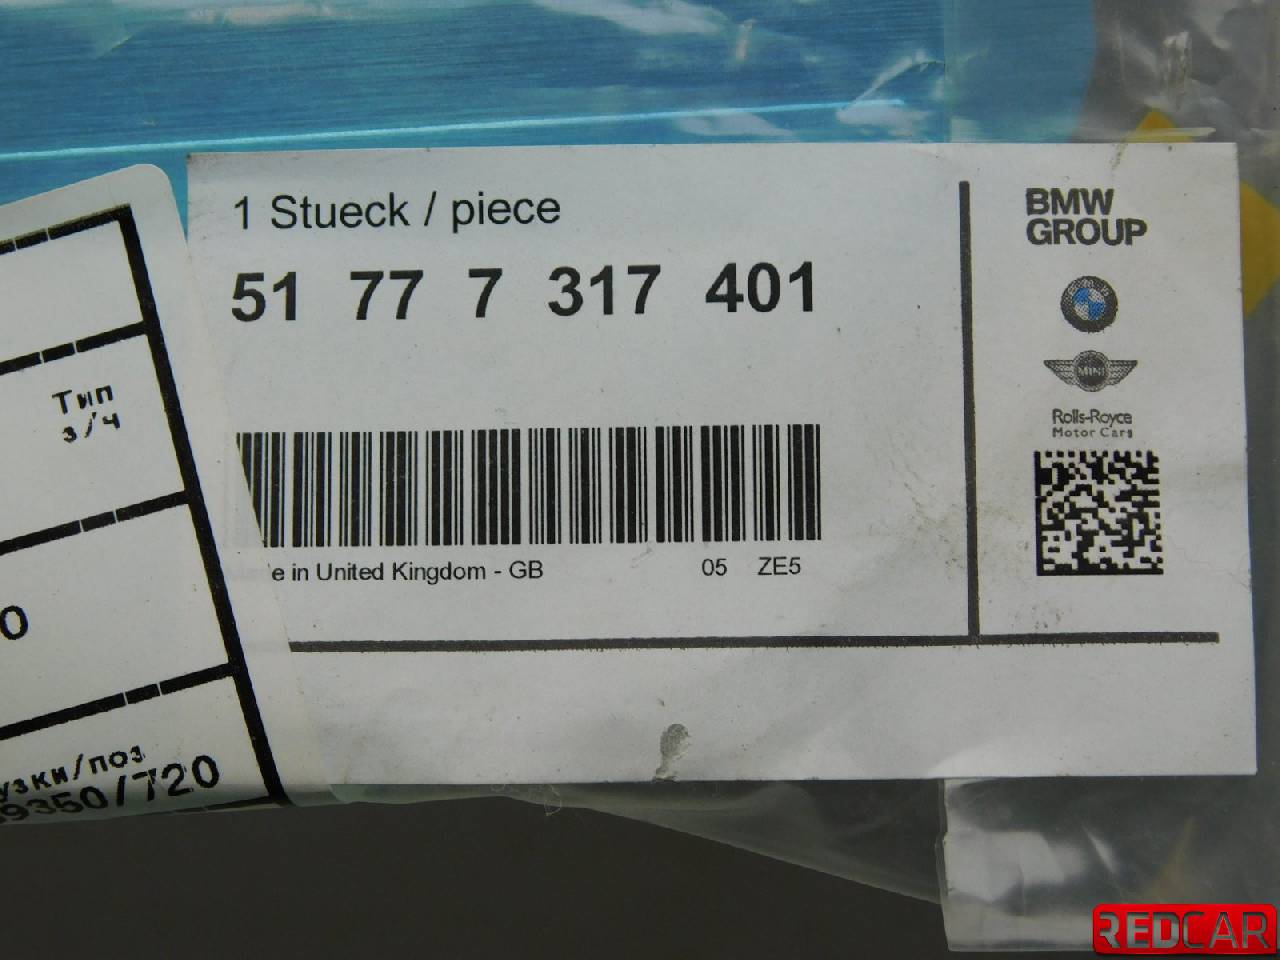 1 Stueck / piece
51 77 7 317 401
e in United Kingdom - GB 05 ZE5
BMW
GROUP
MINI
Rolls-Royce
Motor Cars
Тип
з/ч
0
узки/поз
9350/720
REDCAR